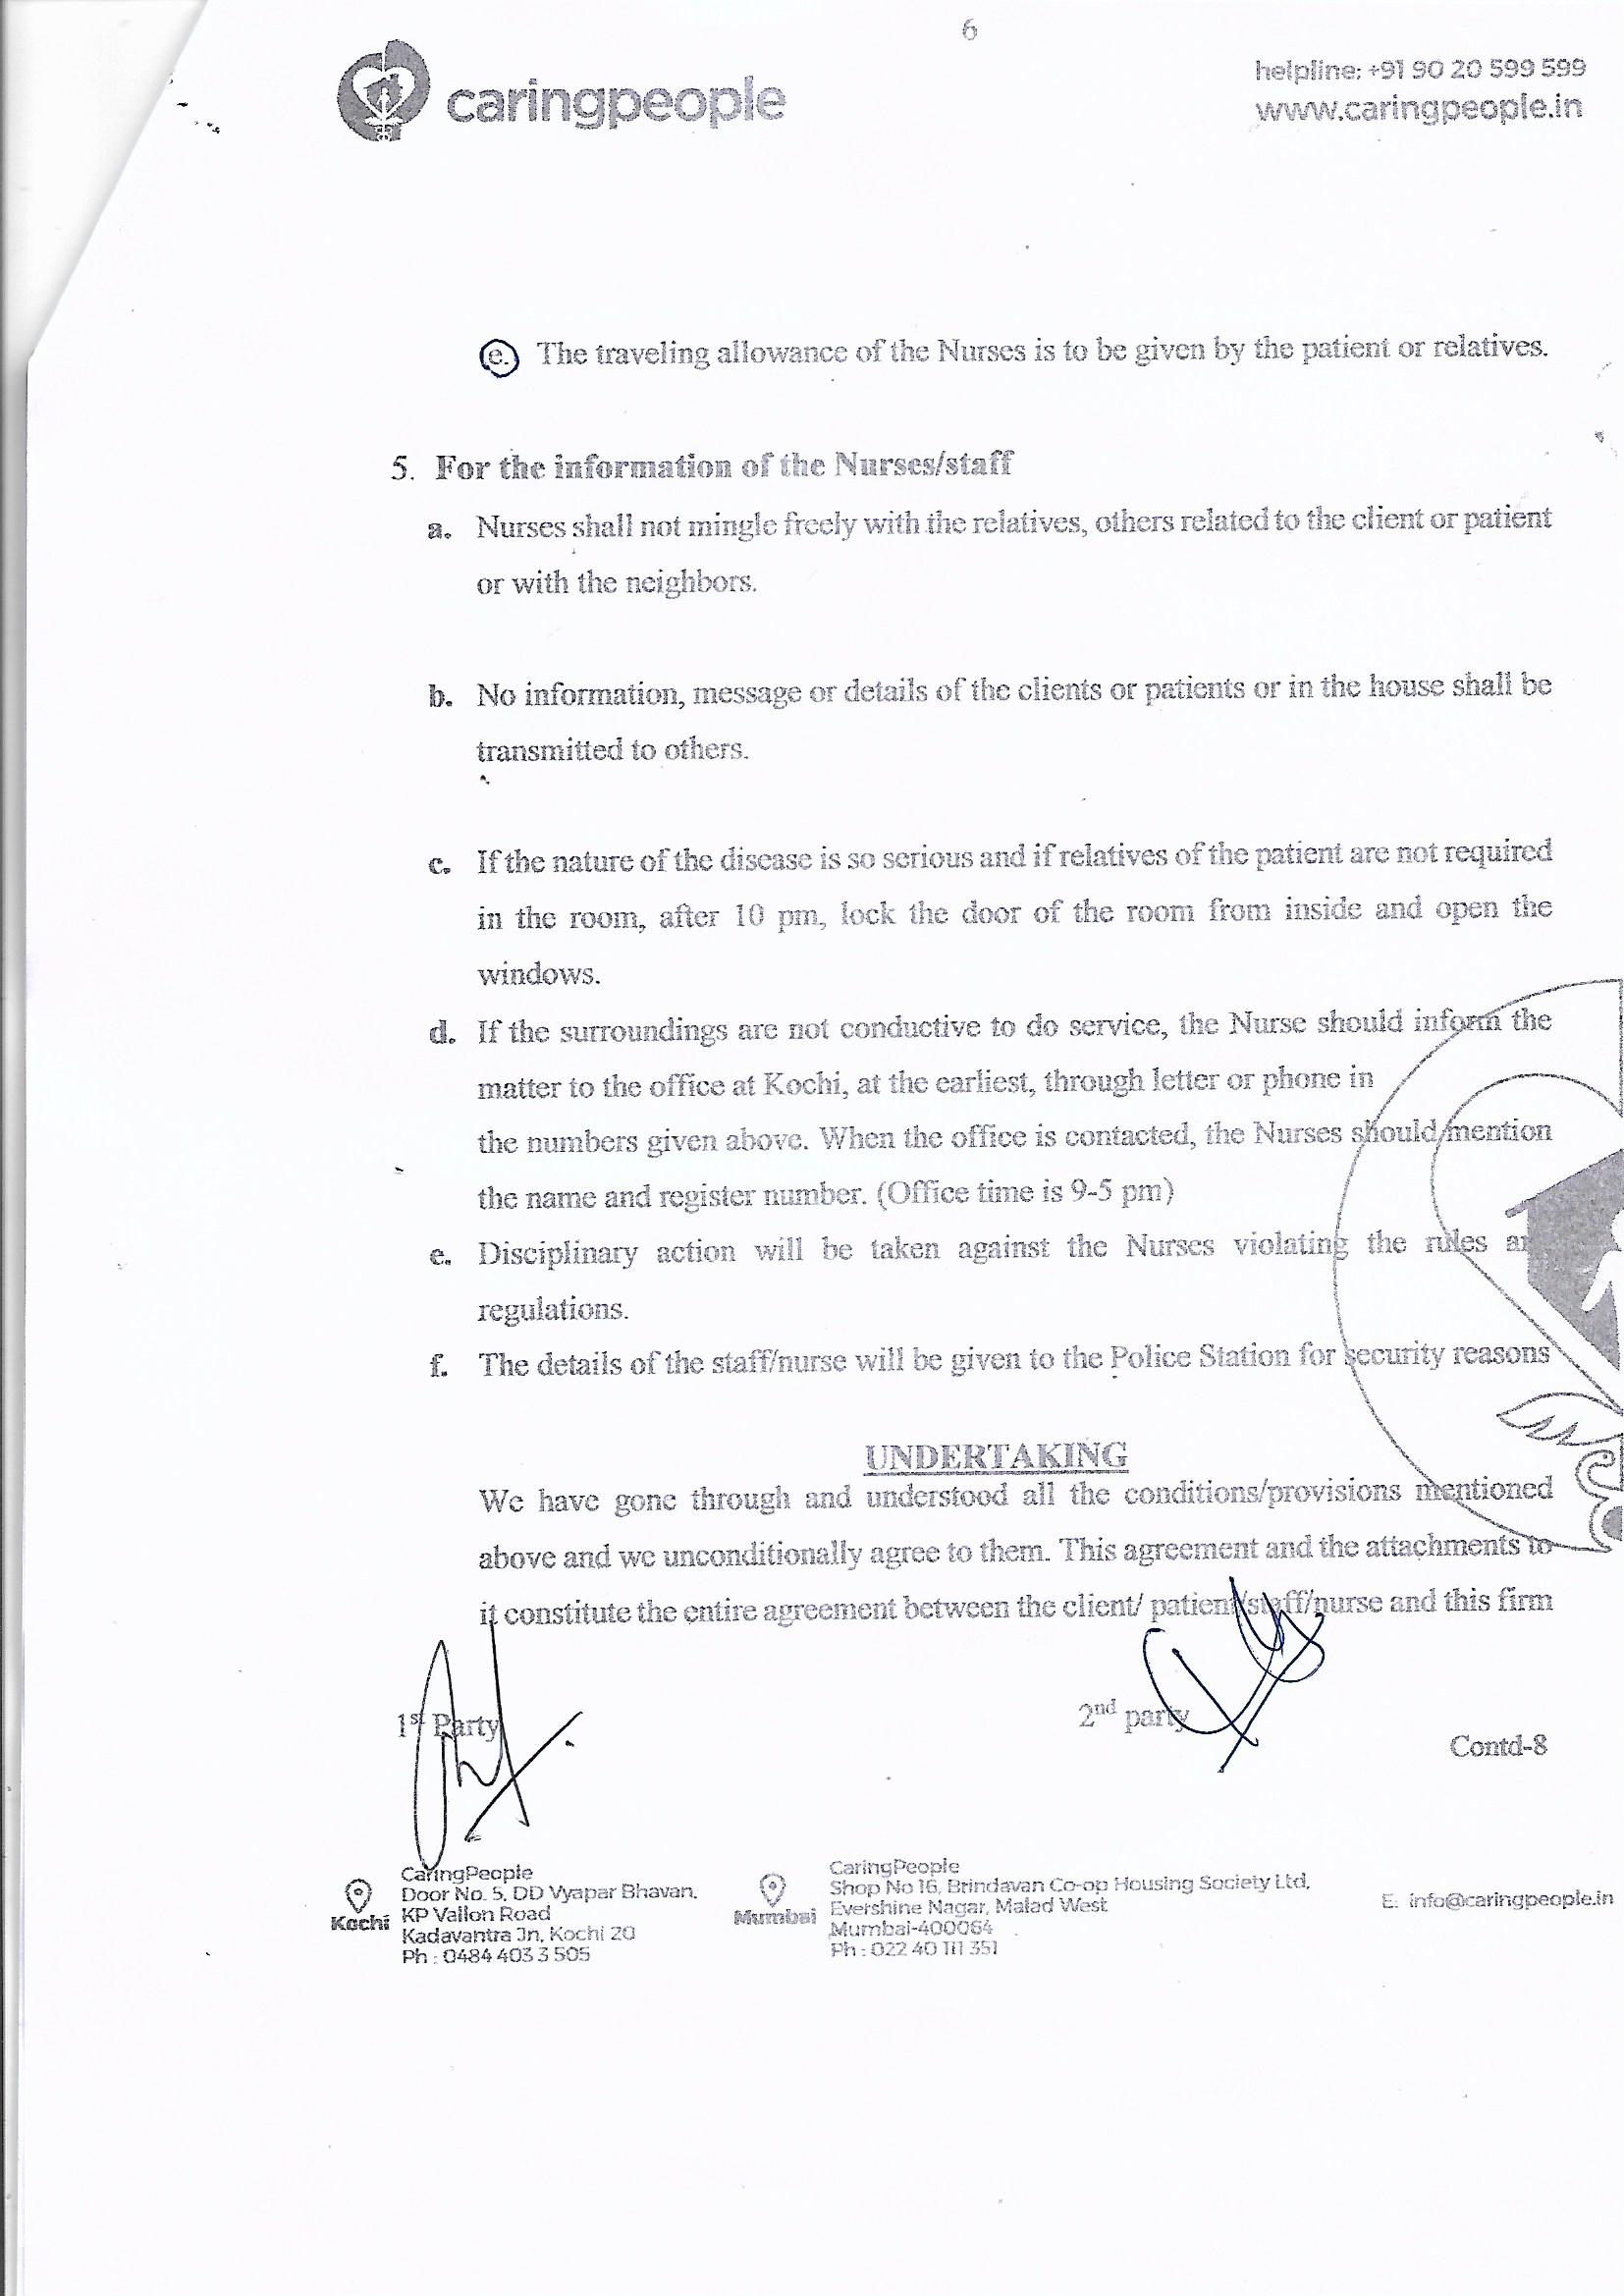 6
caringpeople
helpline: +91 90 20 599 599
www.caringpeople.in
e. The traveling allowance of the Nurses is to be given by the patient or relatives.
5. For the information of the Nurses/staff
a. Nurses shall not mingle freely with the relatives, others related to the client or patient
or with the neighbors.
b. No information, message or details of the clients or patients or in the house shall be
transmitted to others.
c. If the nature of the disease is so serious and if relatives of the patient are not required
in the room, after 10 pm, lock the door of the room from inside and open the
windows.
d. If the surroundings are not conductive to do service, the Nurse should inform the
matter to the office at Kochi, at the earliest, through letter or phone in
the numbers given above. When the office is contacted, the Nurses should mention
the name and register number. (Office time is 9-5 pm)
e. Disciplinary action will be taken against the Nurses violating the rules
regulations.
f. The details of the staff/nurse will be given to the Police Station for security reasons
UNDERTAKING
We have gone through and understood all the conditions/provisions mentioned
above and we unconditionally agree to them. This agreement and the attachments to
it constitute the entire agreement between the client/ patient/staff/nurse and this firm
1st Party
2nd party
Contd-8
Kochi
CaringPeople
Door No. 5, DD Vyapar Bhavan,
KP Vallon Road
Kadavantra Jn, Kochi 20
Ph : 0484 403 3 505
Mumbai
CaringPeople
Shop No 16, Brindavan Co-op Housing Society Ltd,
Evershine Nagar, Malad West
Mumbai-400064
Ph : 022 40 111 351
E: info@caringpeople.in